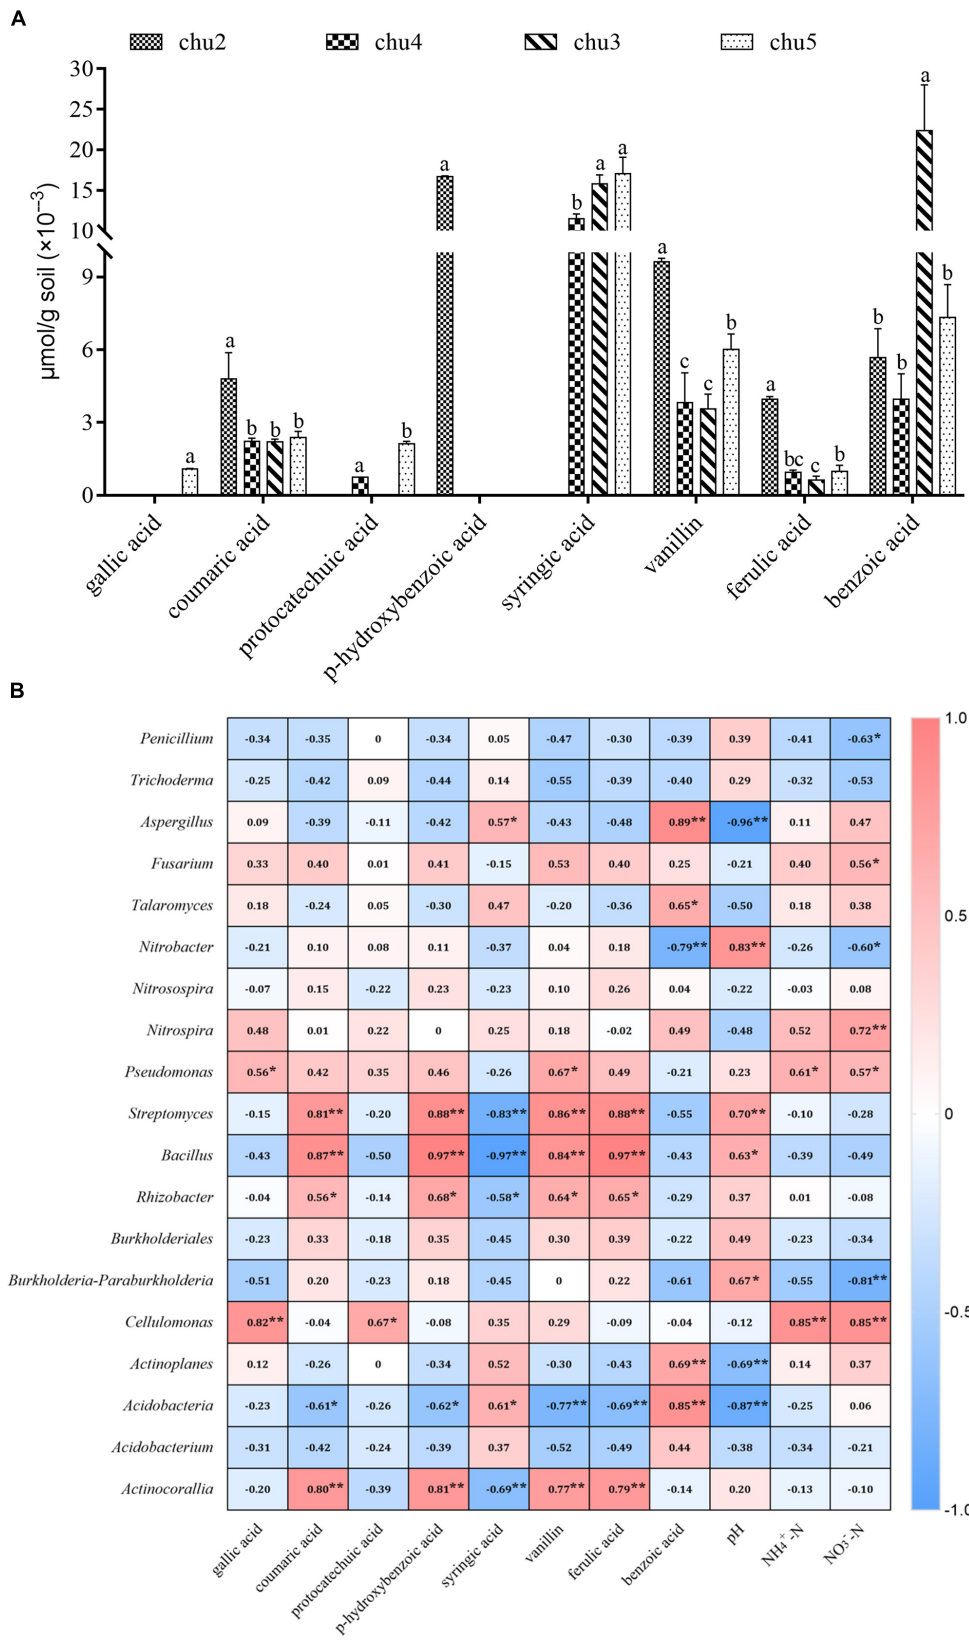 A
chu2 chu4 chu3 chu5
μmol/g soil (×10⁻³)
30
25
20
15
10
9
6
3
0
a
a b b b
a b
a
b a a
a c c b
a bc c b
b b a b
gallic acid
coumaric acid
protocatechuic acid
p-hydroxybenzoic acid
syringic acid
vanillin
ferulic acid
benzoic acid
B
Penicillium -0.34 -0.35 0 -0.34 0.05 -0.47 -0.30 -0.39 0.39 -0.41 -0.63*
Trichoderma -0.25 -0.42 0.09 -0.44 0.14 -0.55 -0.39 -0.40 0.29 -0.32 -0.53
Aspergillus 0.09 -0.39 -0.11 -0.42 0.57* -0.43 -0.48 0.89** -0.96** 0.11 0.47
Fusarium 0.33 0.40 0.01 0.41 -0.15 0.53 0.40 0.25 -0.21 0.40 0.56*
Talaromyces 0.18 -0.24 0.05 -0.30 0.47 -0.20 -0.36 0.65* -0.50 0.18 0.38
Nitrobacter -0.21 0.10 0.08 0.11 -0.37 0.04 0.18 -0.79** 0.83** -0.26 -0.60*
Nitrosospira -0.07 0.15 -0.22 0.23 -0.23 0.10 0.26 0.04 -0.22 -0.03 0.08
Nitrospira 0.48 0.01 0.22 0 0.25 0.18 -0.02 0.49 -0.48 0.52 0.72**
Pseudomonas 0.56* 0.42 0.35 0.46 -0.26 0.67* 0.49 -0.21 0.23 0.61* 0.57*
Streptomyces -0.15 0.81** -0.20 0.88** -0.83** 0.86** 0.88** -0.55 0.70** -0.10 -0.28
Bacillus -0.43 0.87** -0.50 0.97** -0.97** 0.84** 0.97** -0.43 0.63* -0.39 -0.49
Rhizobacter -0.04 0.56* -0.14 0.68* -0.58* 0.64* 0.65* -0.29 0.37 0.01 -0.08
Burkholderiales -0.23 0.33 -0.18 0.35 -0.45 0.30 0.39 -0.22 0.49 -0.23 -0.34
Burkholderia-Paraburkholderia -0.51 0.20 -0.23 0.18 -0.45 0 0.22 -0.61 0.67* -0.55 -0.81**
Cellulomonas 0.82** -0.04 0.67* -0.08 0.35 0.29 -0.09 -0.04 -0.12 0.85** 0.85**
Actinoplanes 0.12 -0.26 0 -0.34 0.52 -0.30 -0.43 0.69** -0.69** 0.14 0.37
Acidobacteria -0.23 -0.61* -0.26 -0.62* 0.61* -0.77** -0.69** 0.85** -0.87** -0.25 0.06
Acidobacterium -0.31 -0.42 -0.24 -0.39 0.37 -0.52 -0.49 0.44 -0.38 -0.34 -0.21
Actinocorallia -0.20 0.80** -0.39 0.81** -0.69** 0.77** 0.79** -0.14 0.20 -0.13 -0.10
gallic acid
coumaric acid
protocatechuic acid
p-hydroxybenzoic acid
syringic acid
vanillin
ferulic acid
benzoic acid
pH
NH4⁺-N
NO3⁻-N
1.0
0.5
0
-0.5
-1.0